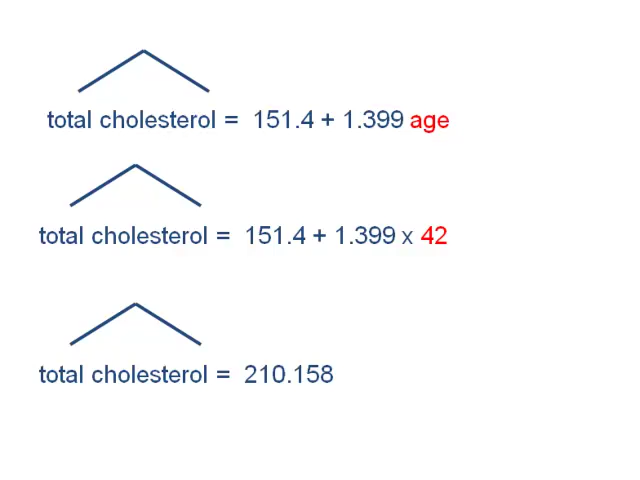 total cholesterol = 151.4 + 1.399 age
total cholesterol = 151.4 + 1.399 x 42
total cholesterol = 210.158